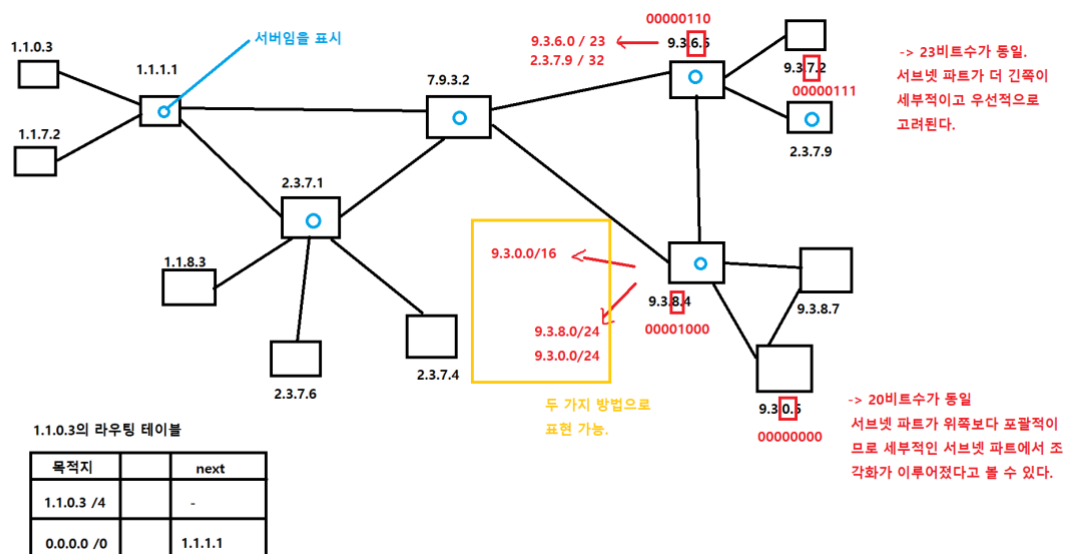 00000110
9.3.6.0 / 23
9.3.6.5
2.3.7.9 / 32
서버임을 표시
1.1.0.3
1.1.1.1
7.9.3.2
9.3.7.2
00000111
-> 23비트수가 동일.
서브넷 파트가 더 긴쪽이
세부적이고 우선적으로
고려된다.
1.1.7.2
2.3.7.9
2.3.7.1
9.3.0.0/16
1.1.8.3
9.3.8.4
00001000
9.3.8.7
9.3.8.0/24
9.3.0.0/24
2.3.7.4
2.3.7.6
9.3.0.5
00000000
두 가지 방법으로
표현 가능.
-> 20비트수가 동일
서브넷 파트가 위쪽보다 포괄적이
므로 세부적인 서브넷 파트에서 조
각화가 이루어졌다고 볼 수 있다.
1.1.0.3의 라우팅 테이블
목적지 next
1.1.0.3 /4 -
0.0.0.0 /0 1.1.1.1